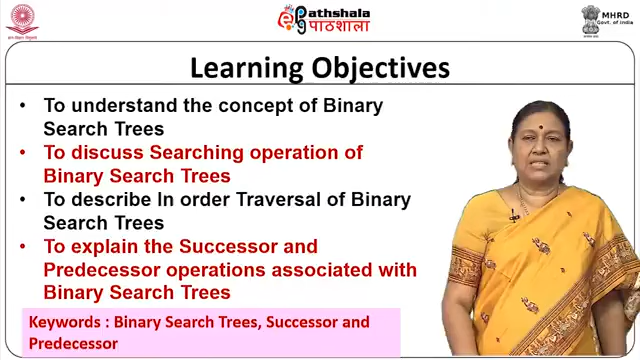 Pathshala
पाठशाला
MHRD
Govt. of India
Learning Objectives
• To understand the concept of Binary
Search Trees
• To discuss Searching operation of
Binary Search Trees
• To describe In order Traversal of Binary
Search Trees
• To explain the Successor and
Predecessor operations associated with
Binary Search Trees
Keywords : Binary Search Trees, Successor and
Predecessor